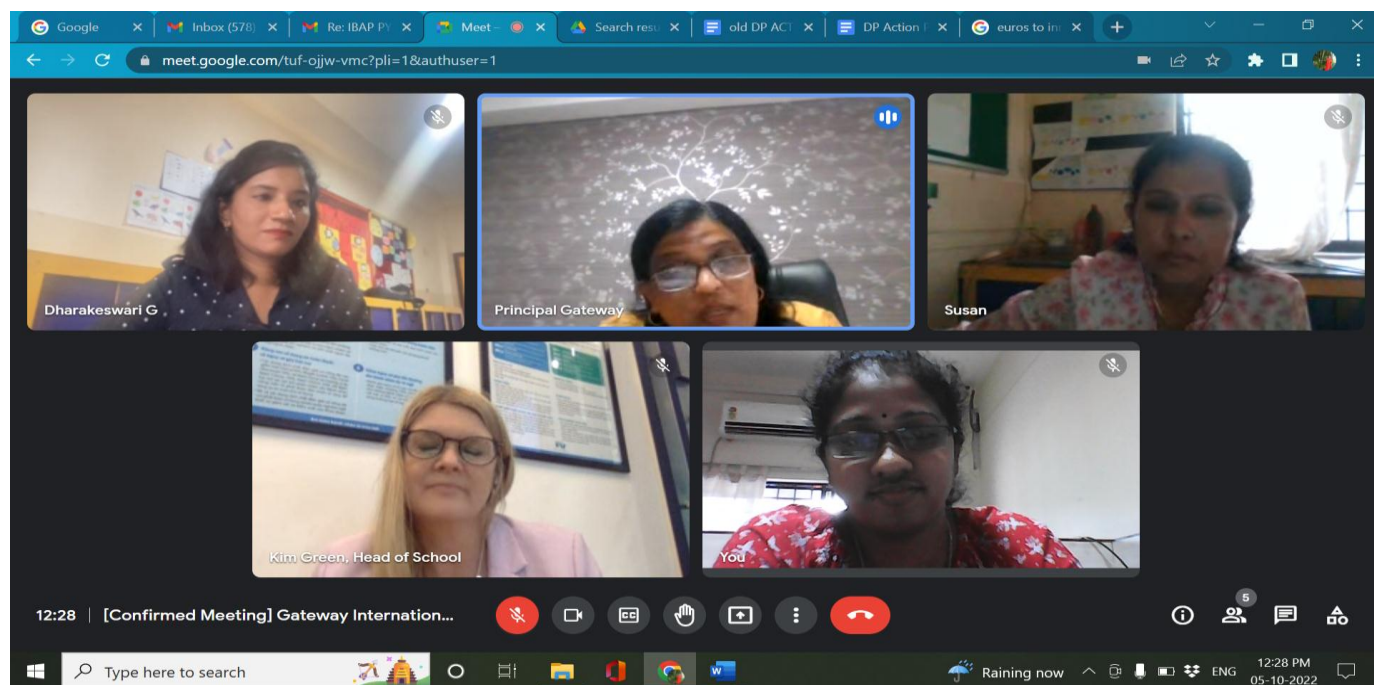 Google
Inbox (578)
Re: IBAP PY
Meet –
Search resu
old DP ACT
DP Action
euros to in
meet.google.com/tuf-ojjw-vmc?pli=1&authuser=1
Dharakeswari G
Principal Gateway
Susan
Kim Green, Head of School
You
12:28 | [Confirmed Meeting] Gateway Internation...
5
Type here to search
Raining now
ENG
12:28 PM
05-10-2022